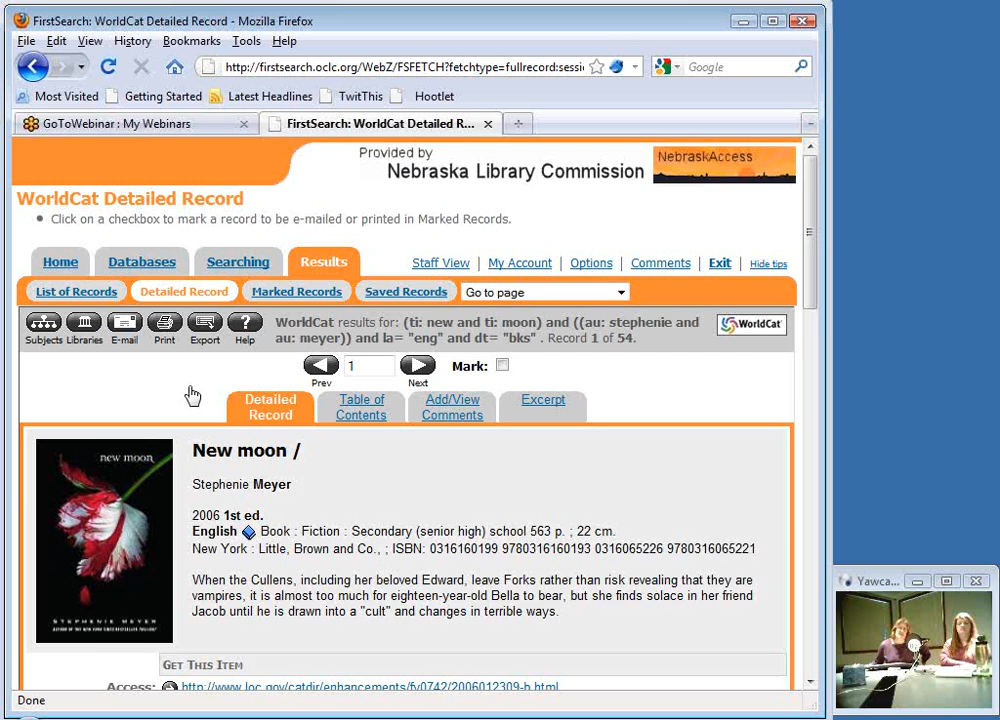 FirstSearch: WorldCat Detailed Record - Mozilla Firefox
File Edit View History Bookmarks Tools Help
http://firstsearch.oclc.org/WebZ/FSFETCH?fetchtype=fullrecord:sessi
Google
Most Visited Getting Started Latest Headlines TwitThis Hootlet
GoToWebinar : My Webinars
FirstSearch: WorldCat Detailed R...
Provided by
Nebraska Library Commission
NebraskAccess
WorldCat Detailed Record
Click on a checkbox to mark a record to be e-mailed or printed in Marked Records.
Home Databases Searching Results
Staff View | My Account | Options | Comments | Exit | Hide tips
List of Records Detailed Record Marked Records Saved Records Go to page
Subjects Libraries E-mail Print Export Help
WorldCat results for: (ti: new and ti: moon) and ((au: stephenie and
au: meyer)) and la= "eng" and dt= "bks" . Record 1 of 54.
WorldCat
Prev 1 Next Mark:
Detailed Record
Table of Contents
Add/View Comments
Excerpt
new moon
STEPHENIE MEYER
New moon /
Stephenie Meyer
2006 1st ed.
English Book : Fiction : Secondary (senior high) school 563 p. ; 22 cm.
New York : Little, Brown and Co., ; ISBN: 0316160199 9780316160193 0316065226 9780316065221
When the Cullens, including her beloved Edward, leave Forks rather than risk revealing that they are
vampires, it is almost too much for eighteen-year-old Bella to bear, but she finds solace in her friend
Jacob until he is drawn into a "cult" and changes in terrible ways.
GET THIS ITEM
Access: http://www.loc.gov/catdir/enhancements/fy0742/2006012309-b.html
Done
Yawca...